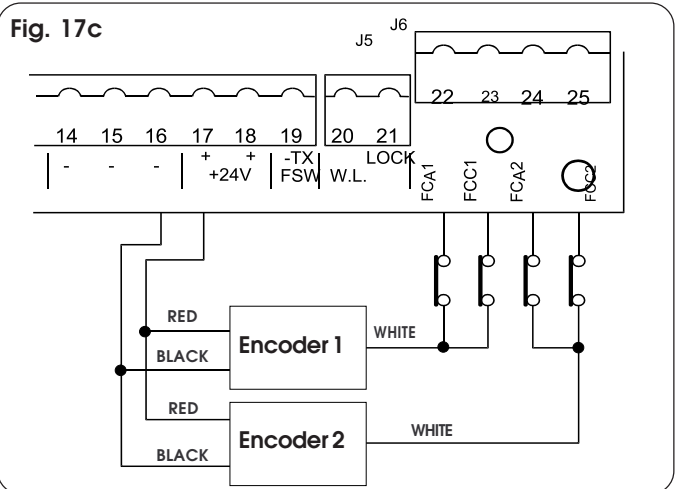 Fig. 17c
J5 J6
22 23 24 25
14 15 16 17 18 19 20 21
- - - + + -TX LOCK
+24V FSW W.L.
FCA1 FCC1 FCA2 FCC2
RED
Encoder 1
WHITE
BLACK
RED
Encoder 2
WHITE
BLACK